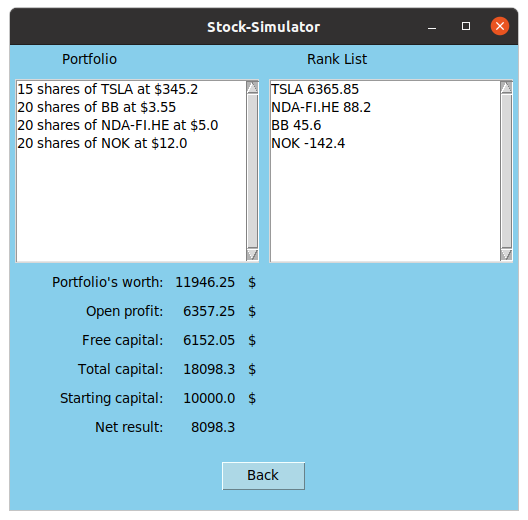 Stock-Simulator
Portfolio
Rank List
15 shares of TSLA at $345.2
20 shares of BB at $3.55
20 shares of NDA-FI.HE at $5.0
20 shares of NOK at $12.0
TSLA 6365.85
NDA-FI.HE 88.2
BB 45.6
NOK -142.4
Portfolio's worth: 11946.25 $
Open profit: 6357.25 $
Free capital: 6152.05 $
Total capital: 18098.3 $
Starting capital: 10000.0 $
Net result: 8098.3
Back